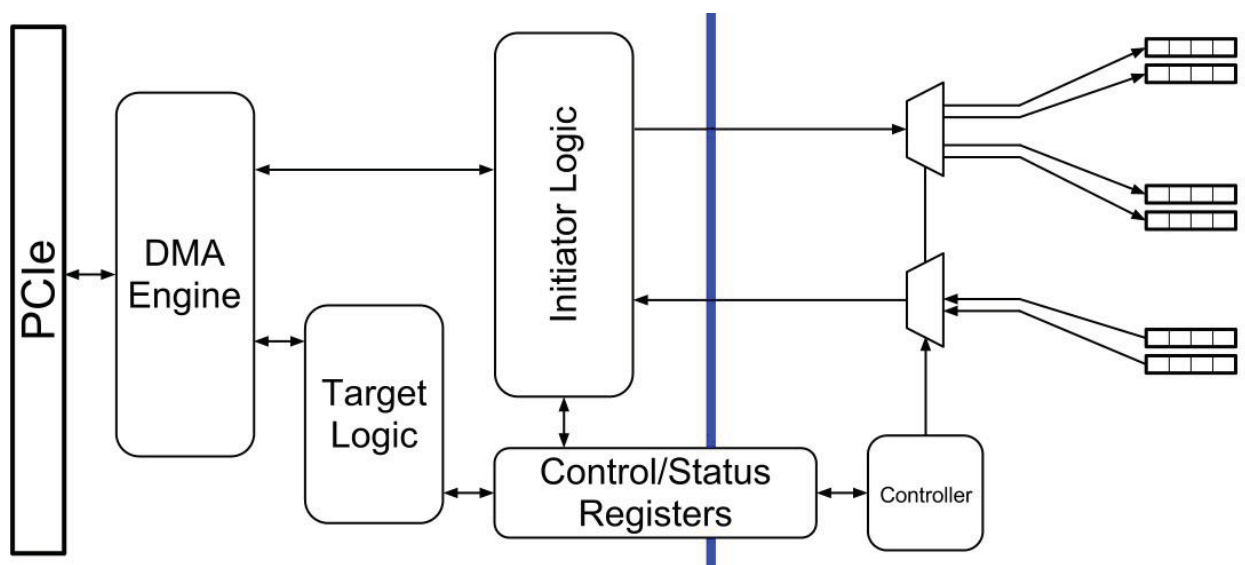 PCIe
DMA
Engine
Target
Logic
Initiator Logic
Control/Status
Registers
Controller